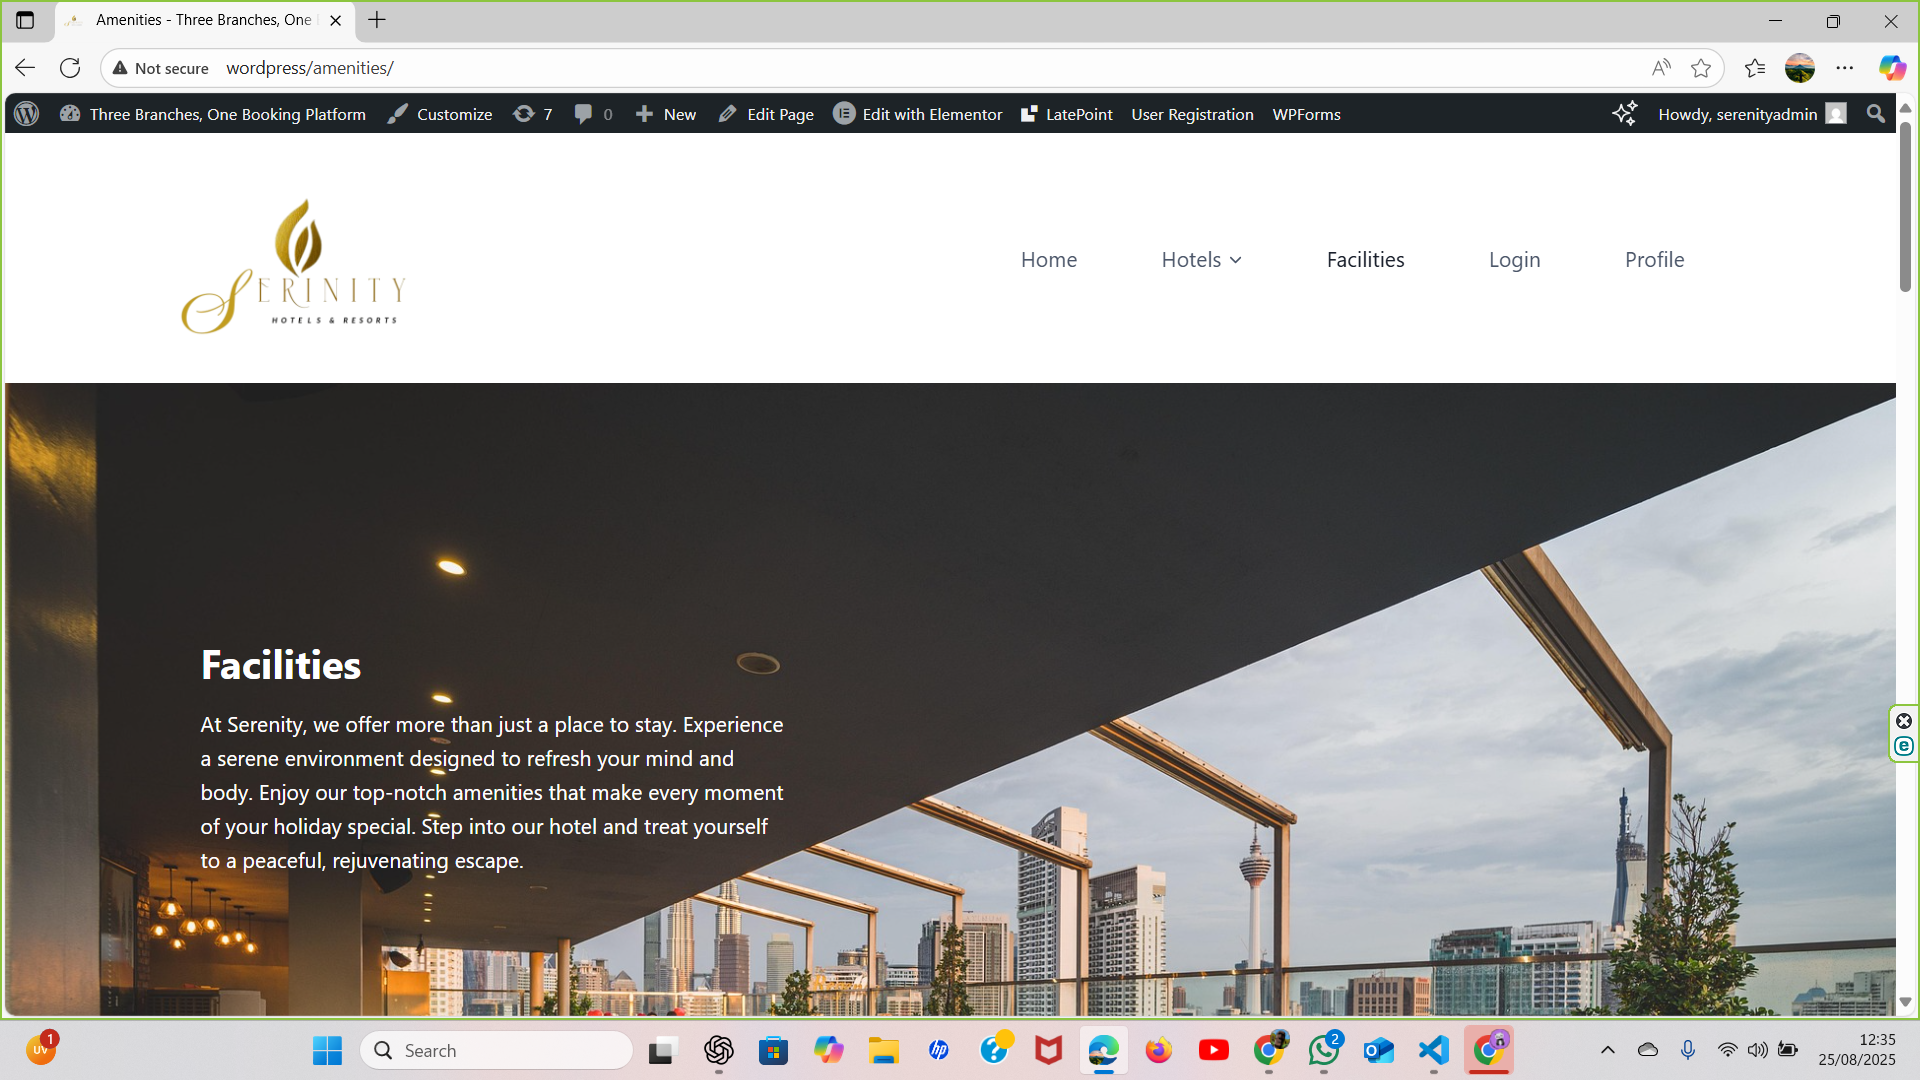 Amenities - Three Branches, One
Not secure
wordpress/amenities/
Three Branches, One Booking Platform
Customize
7
0
New
Edit Page
Edit with Elementor
LatePoint
User Registration
WPForms
Howdy, serenityadmin
SERINITY
HOTELS & RESORTS
Home
Hotels
Facilities
Login
Profile
Facilities
At Serenity, we offer more than just a place to stay. Experience
a serene environment designed to refresh your mind and
body. Enjoy our top-notch amenities that make every moment
of your holiday special. Step into our hotel and treat yourself
to a peaceful, rejuvenating escape.
UV
1
Search
hp
2
12:35
25/08/2025